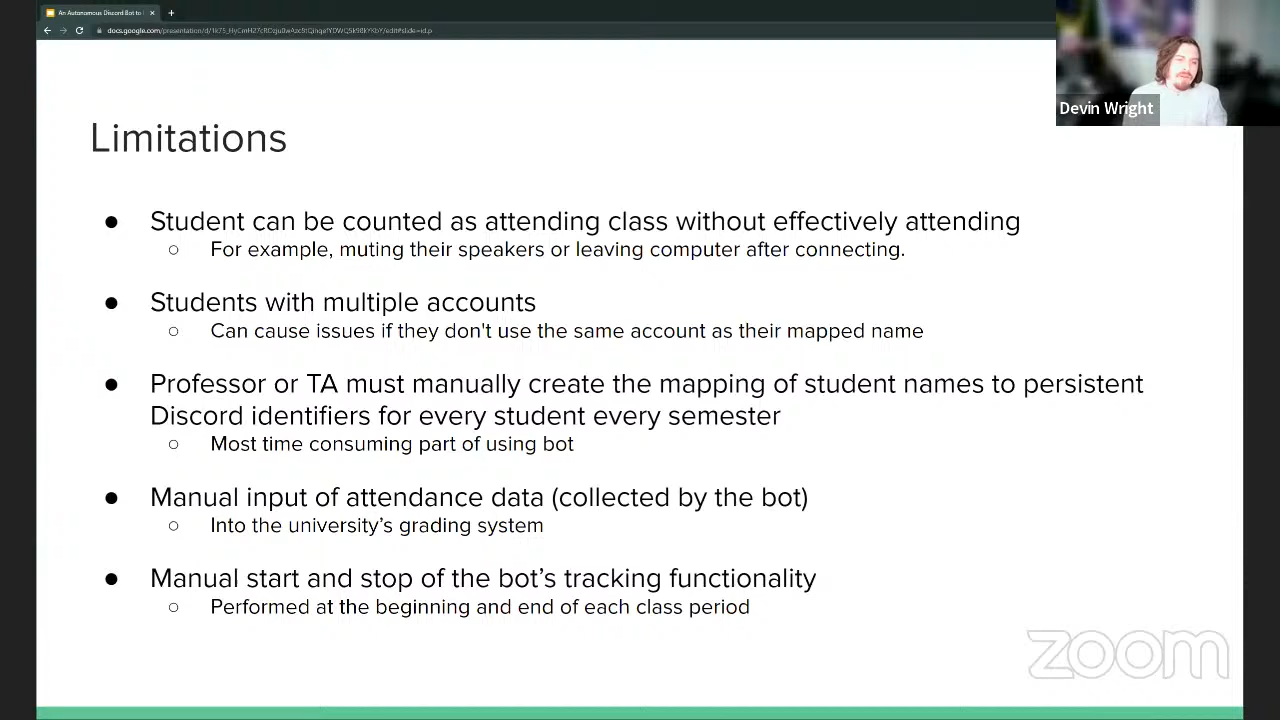 An Autonomous Discord Bot to
Devin Wright
Limitations
● Student can be counted as attending class without effectively attending
○ For example, muting their speakers or leaving computer after connecting.
● Students with multiple accounts
○ Can cause issues if they don't use the same account as their mapped name
● Professor or TA must manually create the mapping of student names to persistent
Discord identifiers for every student every semester
○ Most time consuming part of using bot
● Manual input of attendance data (collected by the bot)
○ Into the university's grading system
● Manual start and stop of the bot's tracking functionality
○ Performed at the beginning and end of each class period
zoom